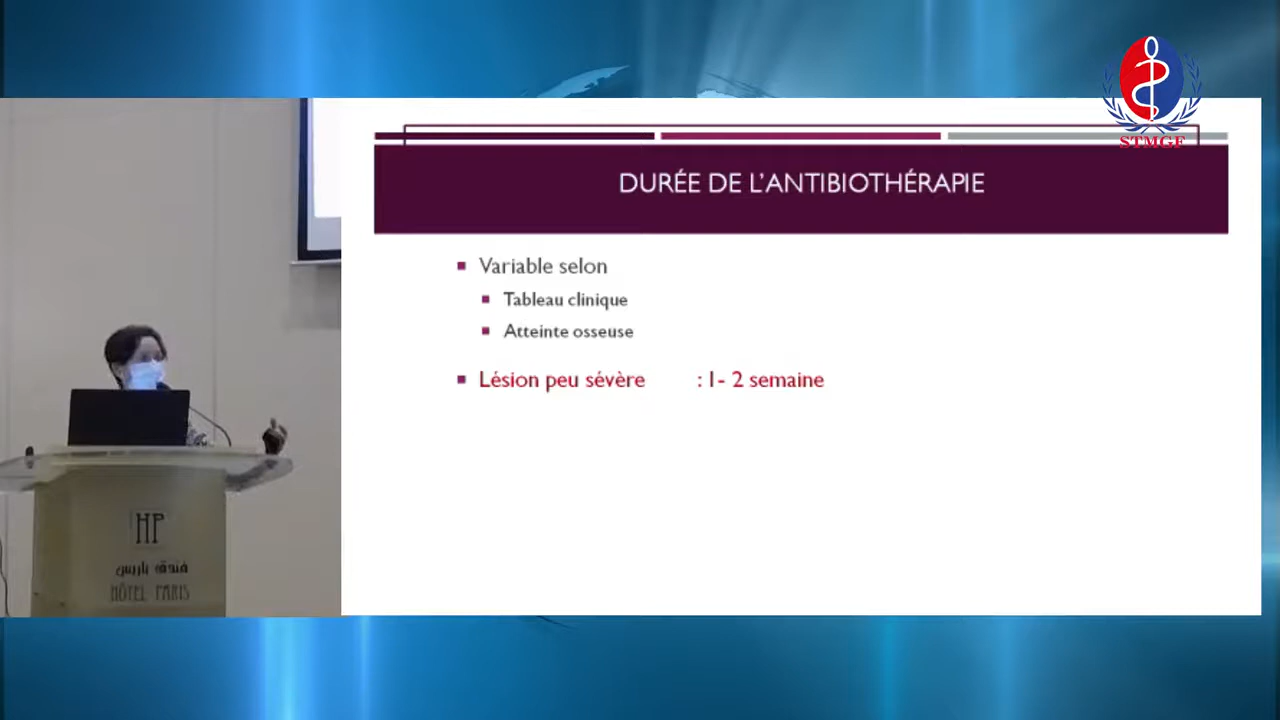 STMGF
DURÉE DE L'ANTIBIOTHÉRAPIE
Variable selon
Tableau clinique
Atteinte osseuse
Lésion peu sévère : 1- 2 semaine
HP
فندق باريس
HÔTEL PARIS